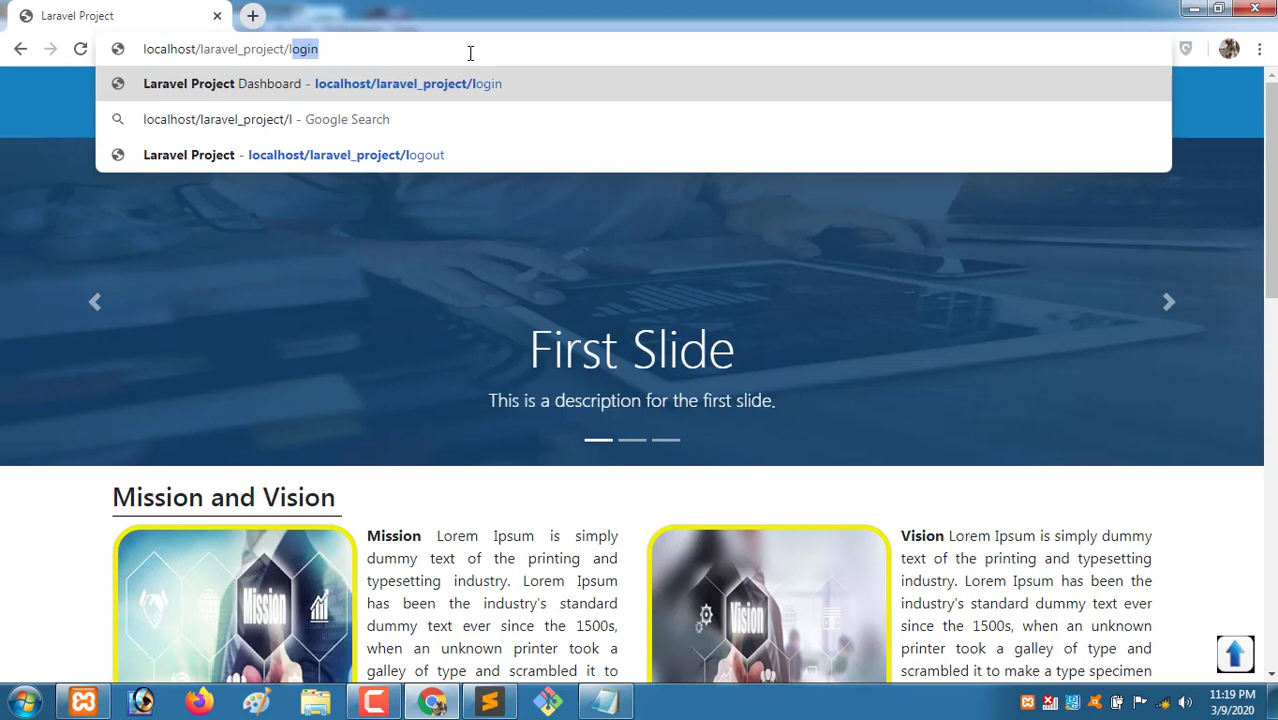 Laravel Project
localhost/laravel_project/login
Laravel Project Dashboard - localhost/laravel_project/login
localhost/laravel_project/l - Google Search
Laravel Project - localhost/laravel_project/logout
First Slide
This is a description for the first slide.
Mission and Vision
Mission
Mission Lorem Ipsum is simply
dummy text of the printing and
typesetting industry. Lorem Ipsum
has been the industry's standard
dummy text ever since the 1500s,
when an unknown printer took a
galley of type and scrambled it to
Vision
Vision Lorem Ipsum is simply dummy
text of the printing and typesetting
industry. Lorem Ipsum has been the
industry's standard dummy text ever
since the 1500s, when an unknown
printer took a galley of type and
scrambled it to make a type specimen
11:19 PM
3/9/2020